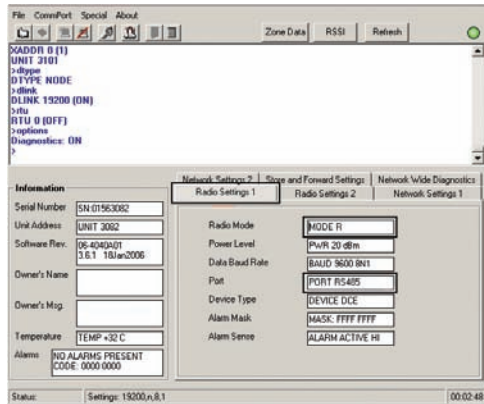 File CommPort Special About
Zone Data RSSI Refresh
XADDR 0 (1)
UNIT 3101
>dtype
DTYPE NODE
>dlink
DLINK 19200 (ON)
>rtu
RTU 0 (OFF)
>options
Diagnostics: ON
>
Network Settings 2 Store and Forward Settings Network Wide Diagnostics
Radio Settings 1 Radio Settings 2 Network Settings 1
Information
Serial Number SN:01563082
Unit Address UNIT 3082
Software Rev. 06-4040A01
3.6.1 18Jan2006
Owner's Name
Owner's Msg.
Temperature TEMP +32 C
Alarms NO ALARMS PRESENT
CODE: 0000 0000
Radio Mode MODE R
Power Level PWR 20 dBm
Data Baud Rate BAUD 9600 8N1
Port PORT RS485
Device Type DEVICE DCE
Alarm Mask MASK: FFFF FFFF
Alarm Sense ALARM ACTIVE HI
Status: Settings: 19200,n,8,1 00:02:48